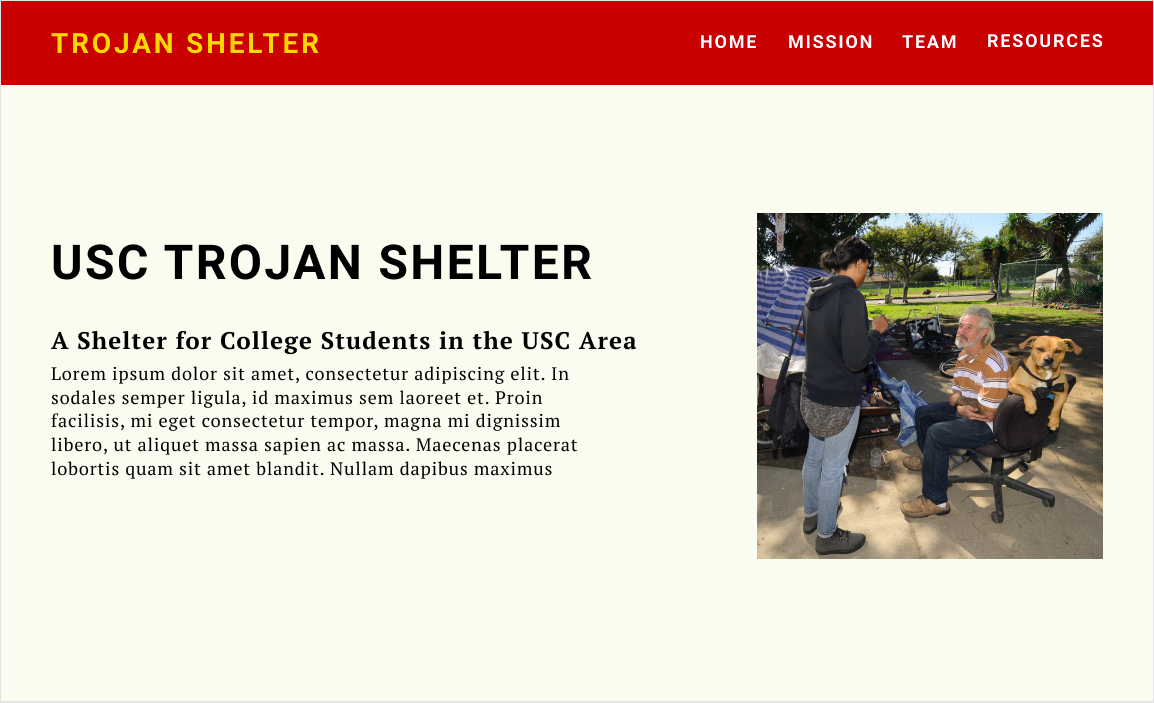 TROJAN SHELTER
HOME MISSION TEAM RESOURCES
USC TROJAN SHELTER
A Shelter for College Students in the USC Area
Lorem ipsum dolor sit amet, consectetur adipiscing elit. In
sodales semper ligula, id maximus sem laoreet et. Proin
facilisis, mi eget consectetur tempor, magna mi dignissim
libero, ut aliquet massa sapien ac massa. Maecenas placerat
lobortis quam sit amet blandit. Nullam dapibus maximus